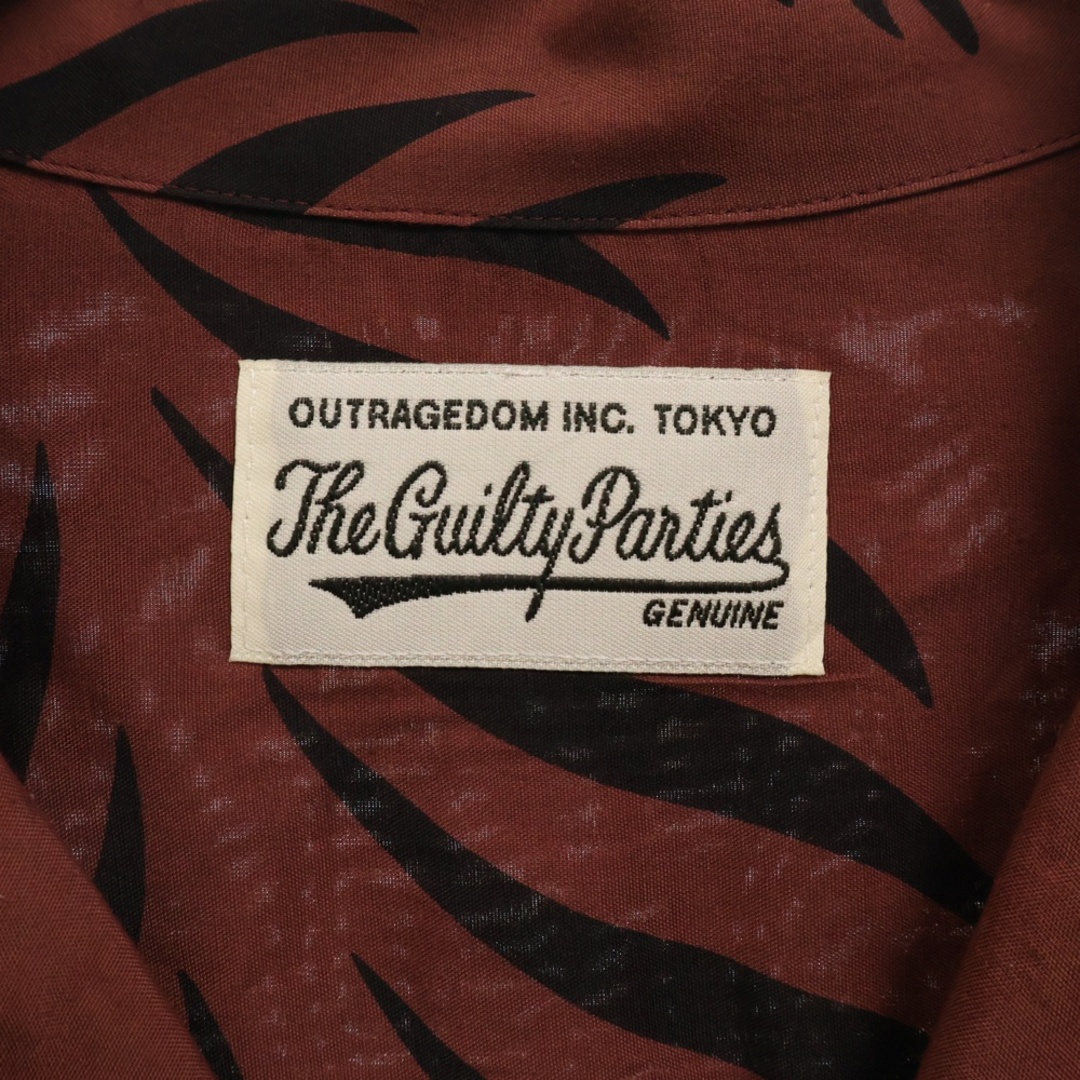 OUTRAGEDOM INC. TOKYO
The Guilty Parties
GENUINE